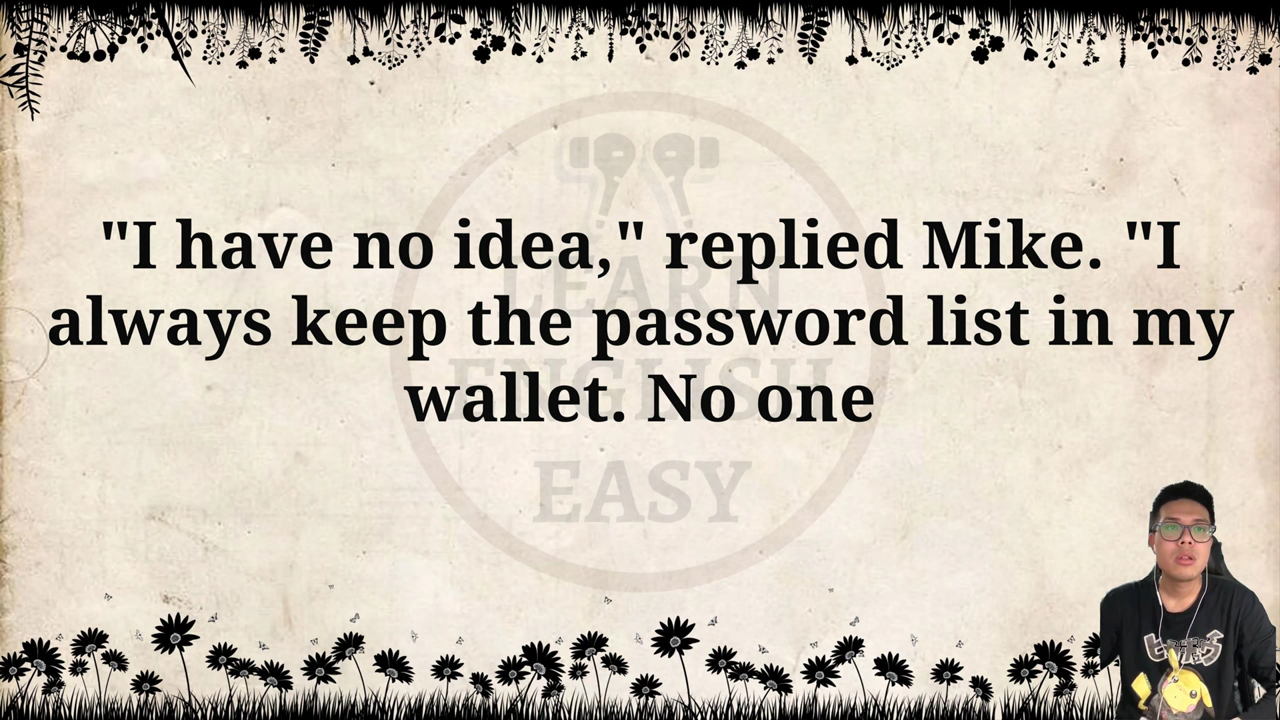 "I have no idea," replied Mike. "I
always keep the password list in my
wallet. No one
LEARN
ENGLISH
EASY